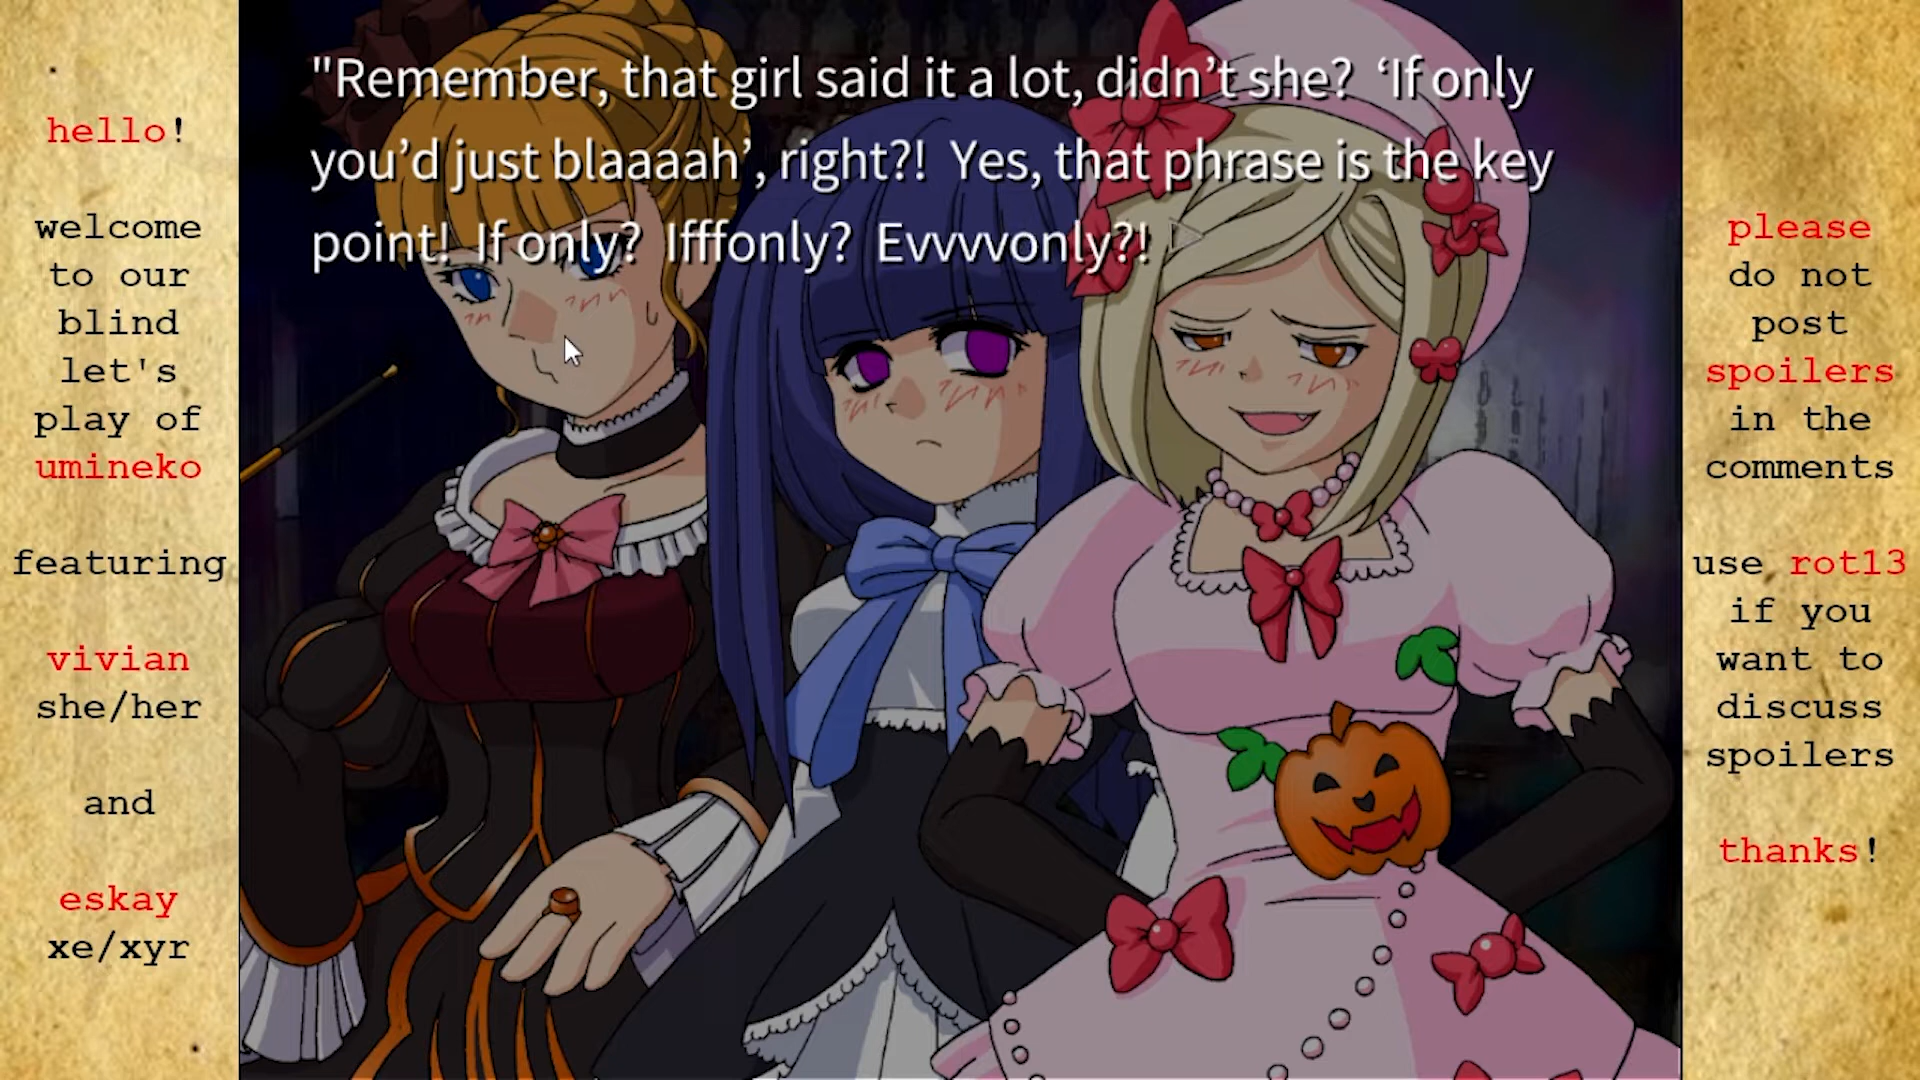 hello!
welcome
to our
blind
let's
play of
umineko
featuring
vivian
she/her
and
eskay
xe/xyr
"Remember, that girl said it a lot, didn’t she?  ‘If only
you’d just blaaaah’, right?!  Yes, that phrase is the key
point!  If only?  Ifffonly?  Evvvvonly?!
please
do not
post
spoilers
in the
comments
use rot13
if you
want to
discuss
spoilers
thanks!